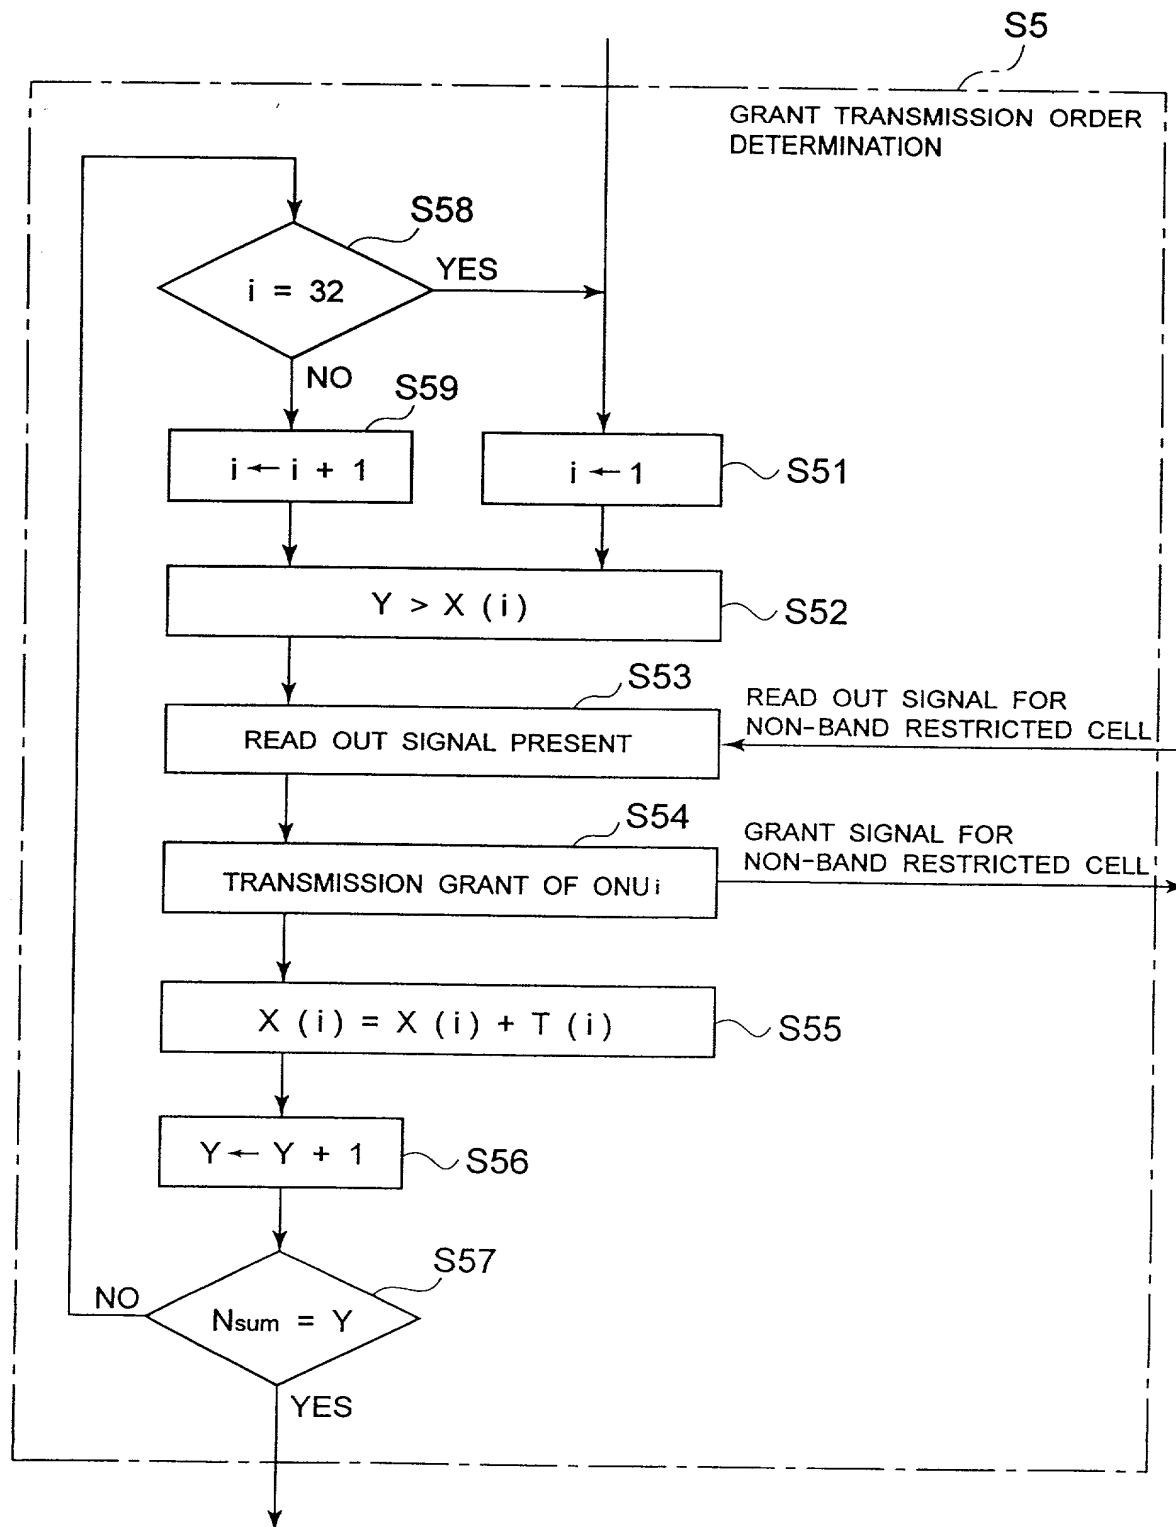 S5
GRANT TRANSMISSION ORDER
DETERMINATION
S58
i = 32
YES
NO
S59
i ← i + 1
i ← 1
S51
Y > X (i)
S52
S53
READ OUT SIGNAL PRESENT
READ OUT SIGNAL FOR
NON-BAND RESTRICTED CELL
S54
TRANSMISSION GRANT OF ONU i
GRANT SIGNAL FOR
NON-BAND RESTRICTED CELL
X (i) = X (i) + T (i)
S55
Y ← Y + 1
S56
S57
NO
Nsum = Y
YES